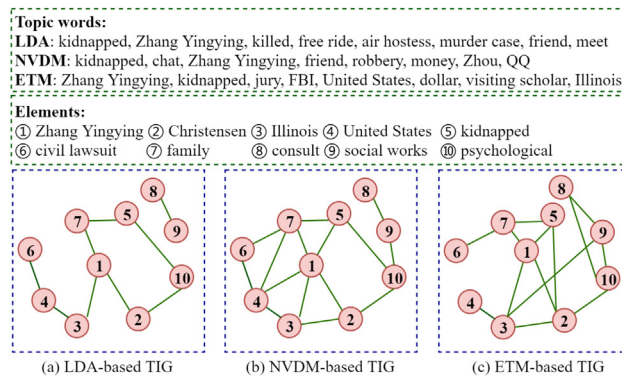 Topic words:
LDA: kidnapped, Zhang Yingying, killed, free ride, air hostess, murder case, friend, meet
NVDM: kidnapped, chat, Zhang Yingying, friend, robbery, money, Zhou, QQ
ETM: Zhang Yingying, kidnapped, jury, FBI, United States, dollar, visiting scholar, Illinois
Elements:
① Zhang Yingying ② Christensen ③ Illinois ④ United States ⑤ kidnapped
⑥ civil lawsuit ⑦ family ⑧ consult ⑨ social works ⑩ psychological
8
7 5
9
6
1
10
4
3 2
(a) LDA-based TIG
8
7 5
9
6
1
10
4
3 2
(b) NVDM-based TIG
8
7 5
9
6 1
10
4
3 2
(c) ETM-based TIG